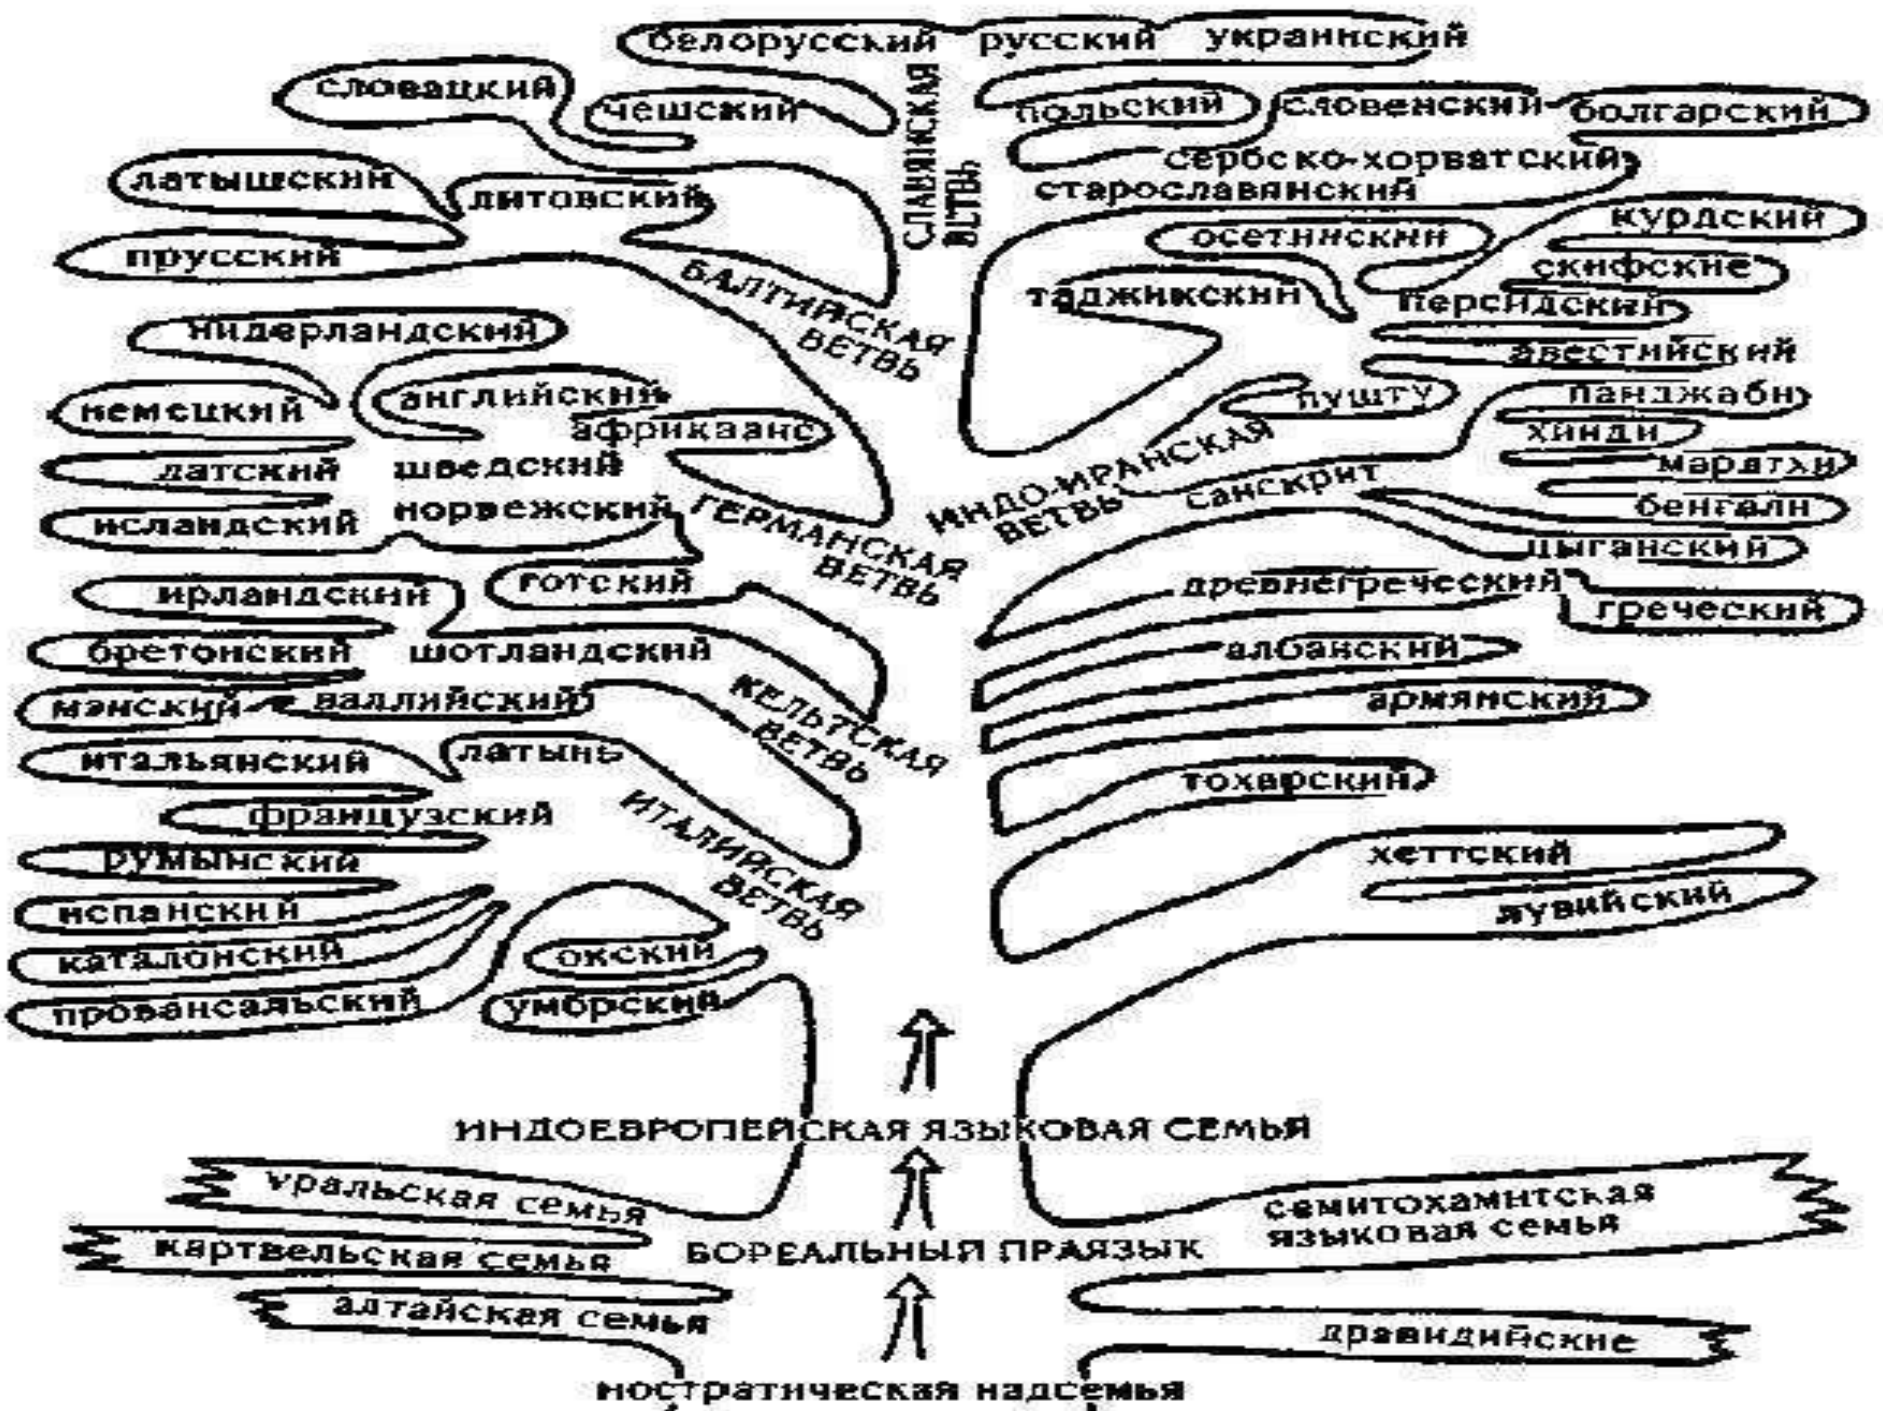 белорусский русский украинский
словацкий
чешский
польский
словенский
болгарский
СЛАВЯНСКАЯ
ВЕТВЬ
сербско-хорватский
старославянский
латышский
литовский
прусский
БАЛТИЙСКАЯ
ВЕТВЬ
осетинский
курдский
скифские
таджикский
персидский
авестийский
пушту
нидерландский
немецкий
английский
африкаанс
датский
шведский
исландский
норвежский
готский
ГЕРМАНСКАЯ
ВЕТВЬ
ИНДО-ИРАНСКАЯ
ВЕТВЬ
санскрит
панджаби
хинди
маратхи
бенгали
цыганский
древнегреческий
греческий
албанский
армянский
тохарский
хеттский
лувийский
ирландский
бретонский
шотландский
мэнский
валлийский
КЕЛЬТСКАЯ
ВЕТВЬ
итальянский
латынь
французский
румынский
испанский
каталонский
провансальский
окский
умбрский
ИТАЛИЙСКАЯ
ВЕТВЬ
ИНДОЕВРОПЕЙСКАЯ ЯЗЫКОВАЯ СЕМЬЯ
уральская семья
семитохамитская
языковая семья
картвельская семья
БОРЕАЛЬНЫЙ ПРАЯЗЫК
алтайская семья
дравидийские
ностратическая надсемья